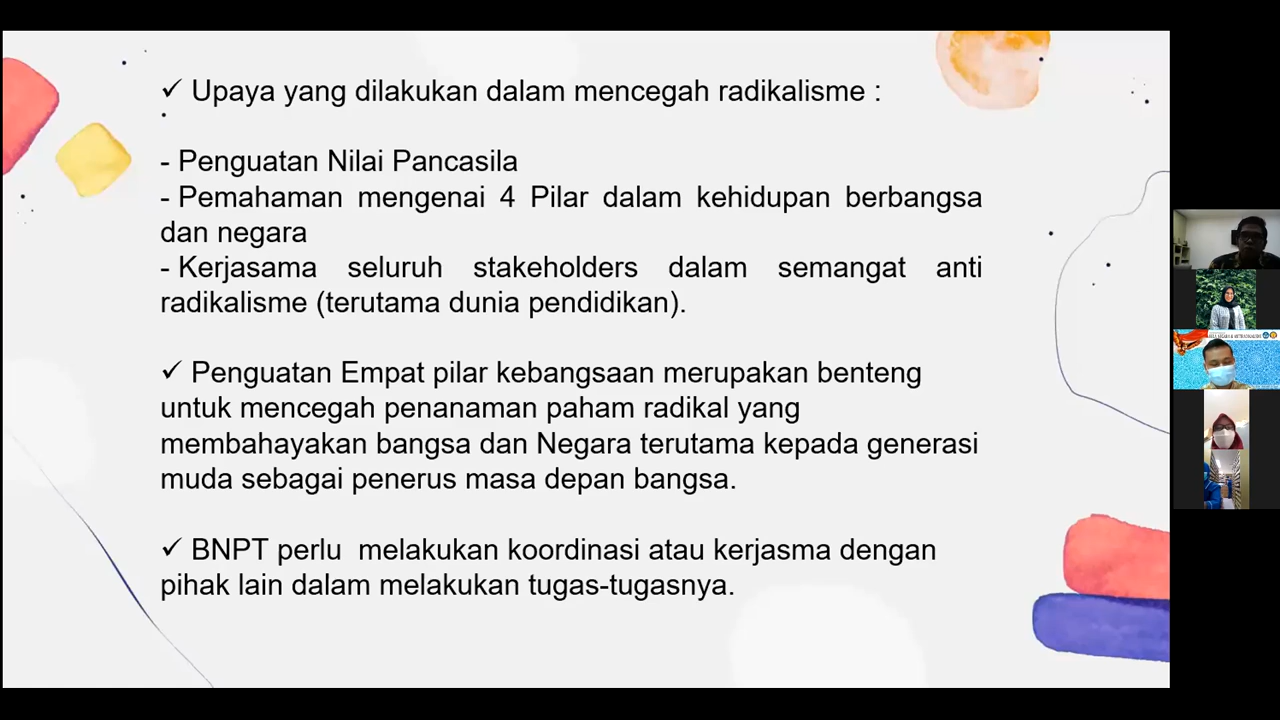 ✓ Upaya yang dilakukan dalam mencegah radikalisme :
- Penguatan Nilai Pancasila
- Pemahaman mengenai 4 Pilar dalam kehidupan berbangsa
dan negara
- Kerjasama seluruh stakeholders dalam semangat anti
radikalisme (terutama dunia pendidikan).
✓ Penguatan Empat pilar kebangsaan merupakan benteng
untuk mencegah penanaman paham radikal yang
membahayakan bangsa dan Negara terutama kepada generasi
muda sebagai penerus masa depan bangsa.
✓ BNPT perlu  melakukan koordinasi atau kerjasma dengan
pihak lain dalam melakukan tugas-tugasnya.